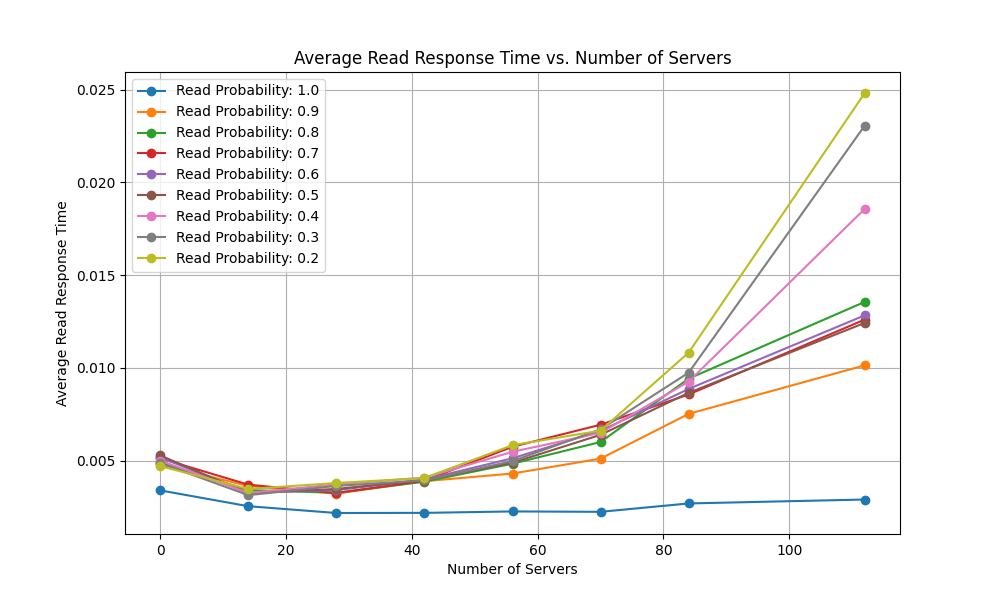 Average Read Response Time vs. Number of Servers
Read Probability: 1.0
Read Probability: 0.9
Read Probability: 0.8
Read Probability: 0.7
Read Probability: 0.6
Read Probability: 0.5
Read Probability: 0.4
Read Probability: 0.3
Read Probability: 0.2
Average Read Response Time
0.025
0.020
0.015
0.010
0.005
0 20 40 60 80 100
Number of Servers